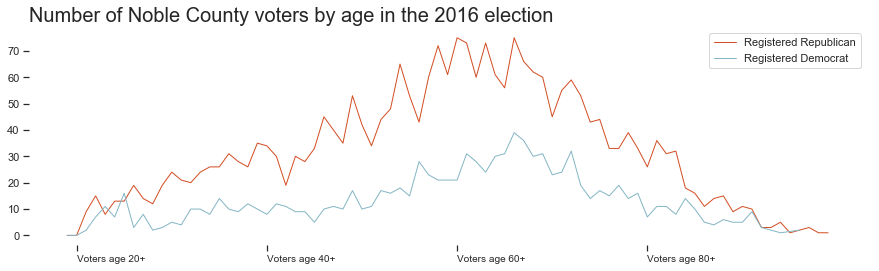 Number of Noble County voters by age in the 2016 election
Registered Republican
Registered Democrat
70
60
50
40
30
20
10
0
Voters age 20+
Voters age 40+
Voters age 60+
Voters age 80+